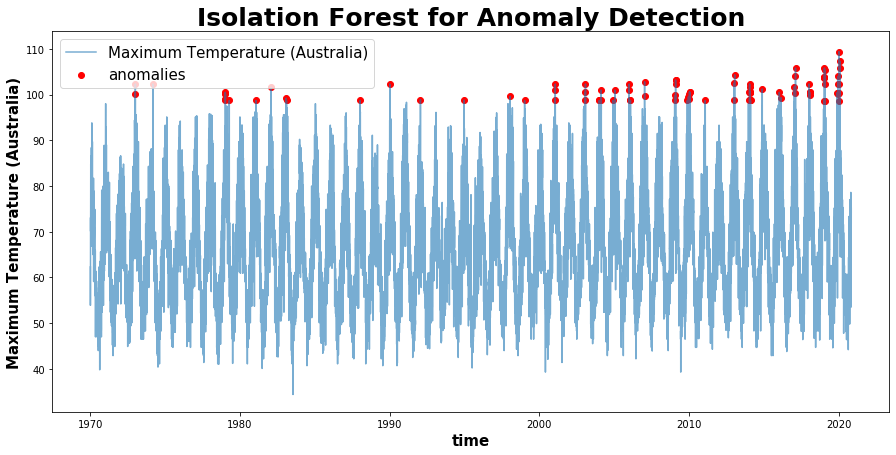 Isolation Forest for Anomaly Detection
Maximum Temperature (Australia)
anomalies
Maximum Temperature (Australia)
110
100
90
80
70
60
50
40
1970
1980
1990
2000
2010
2020
time